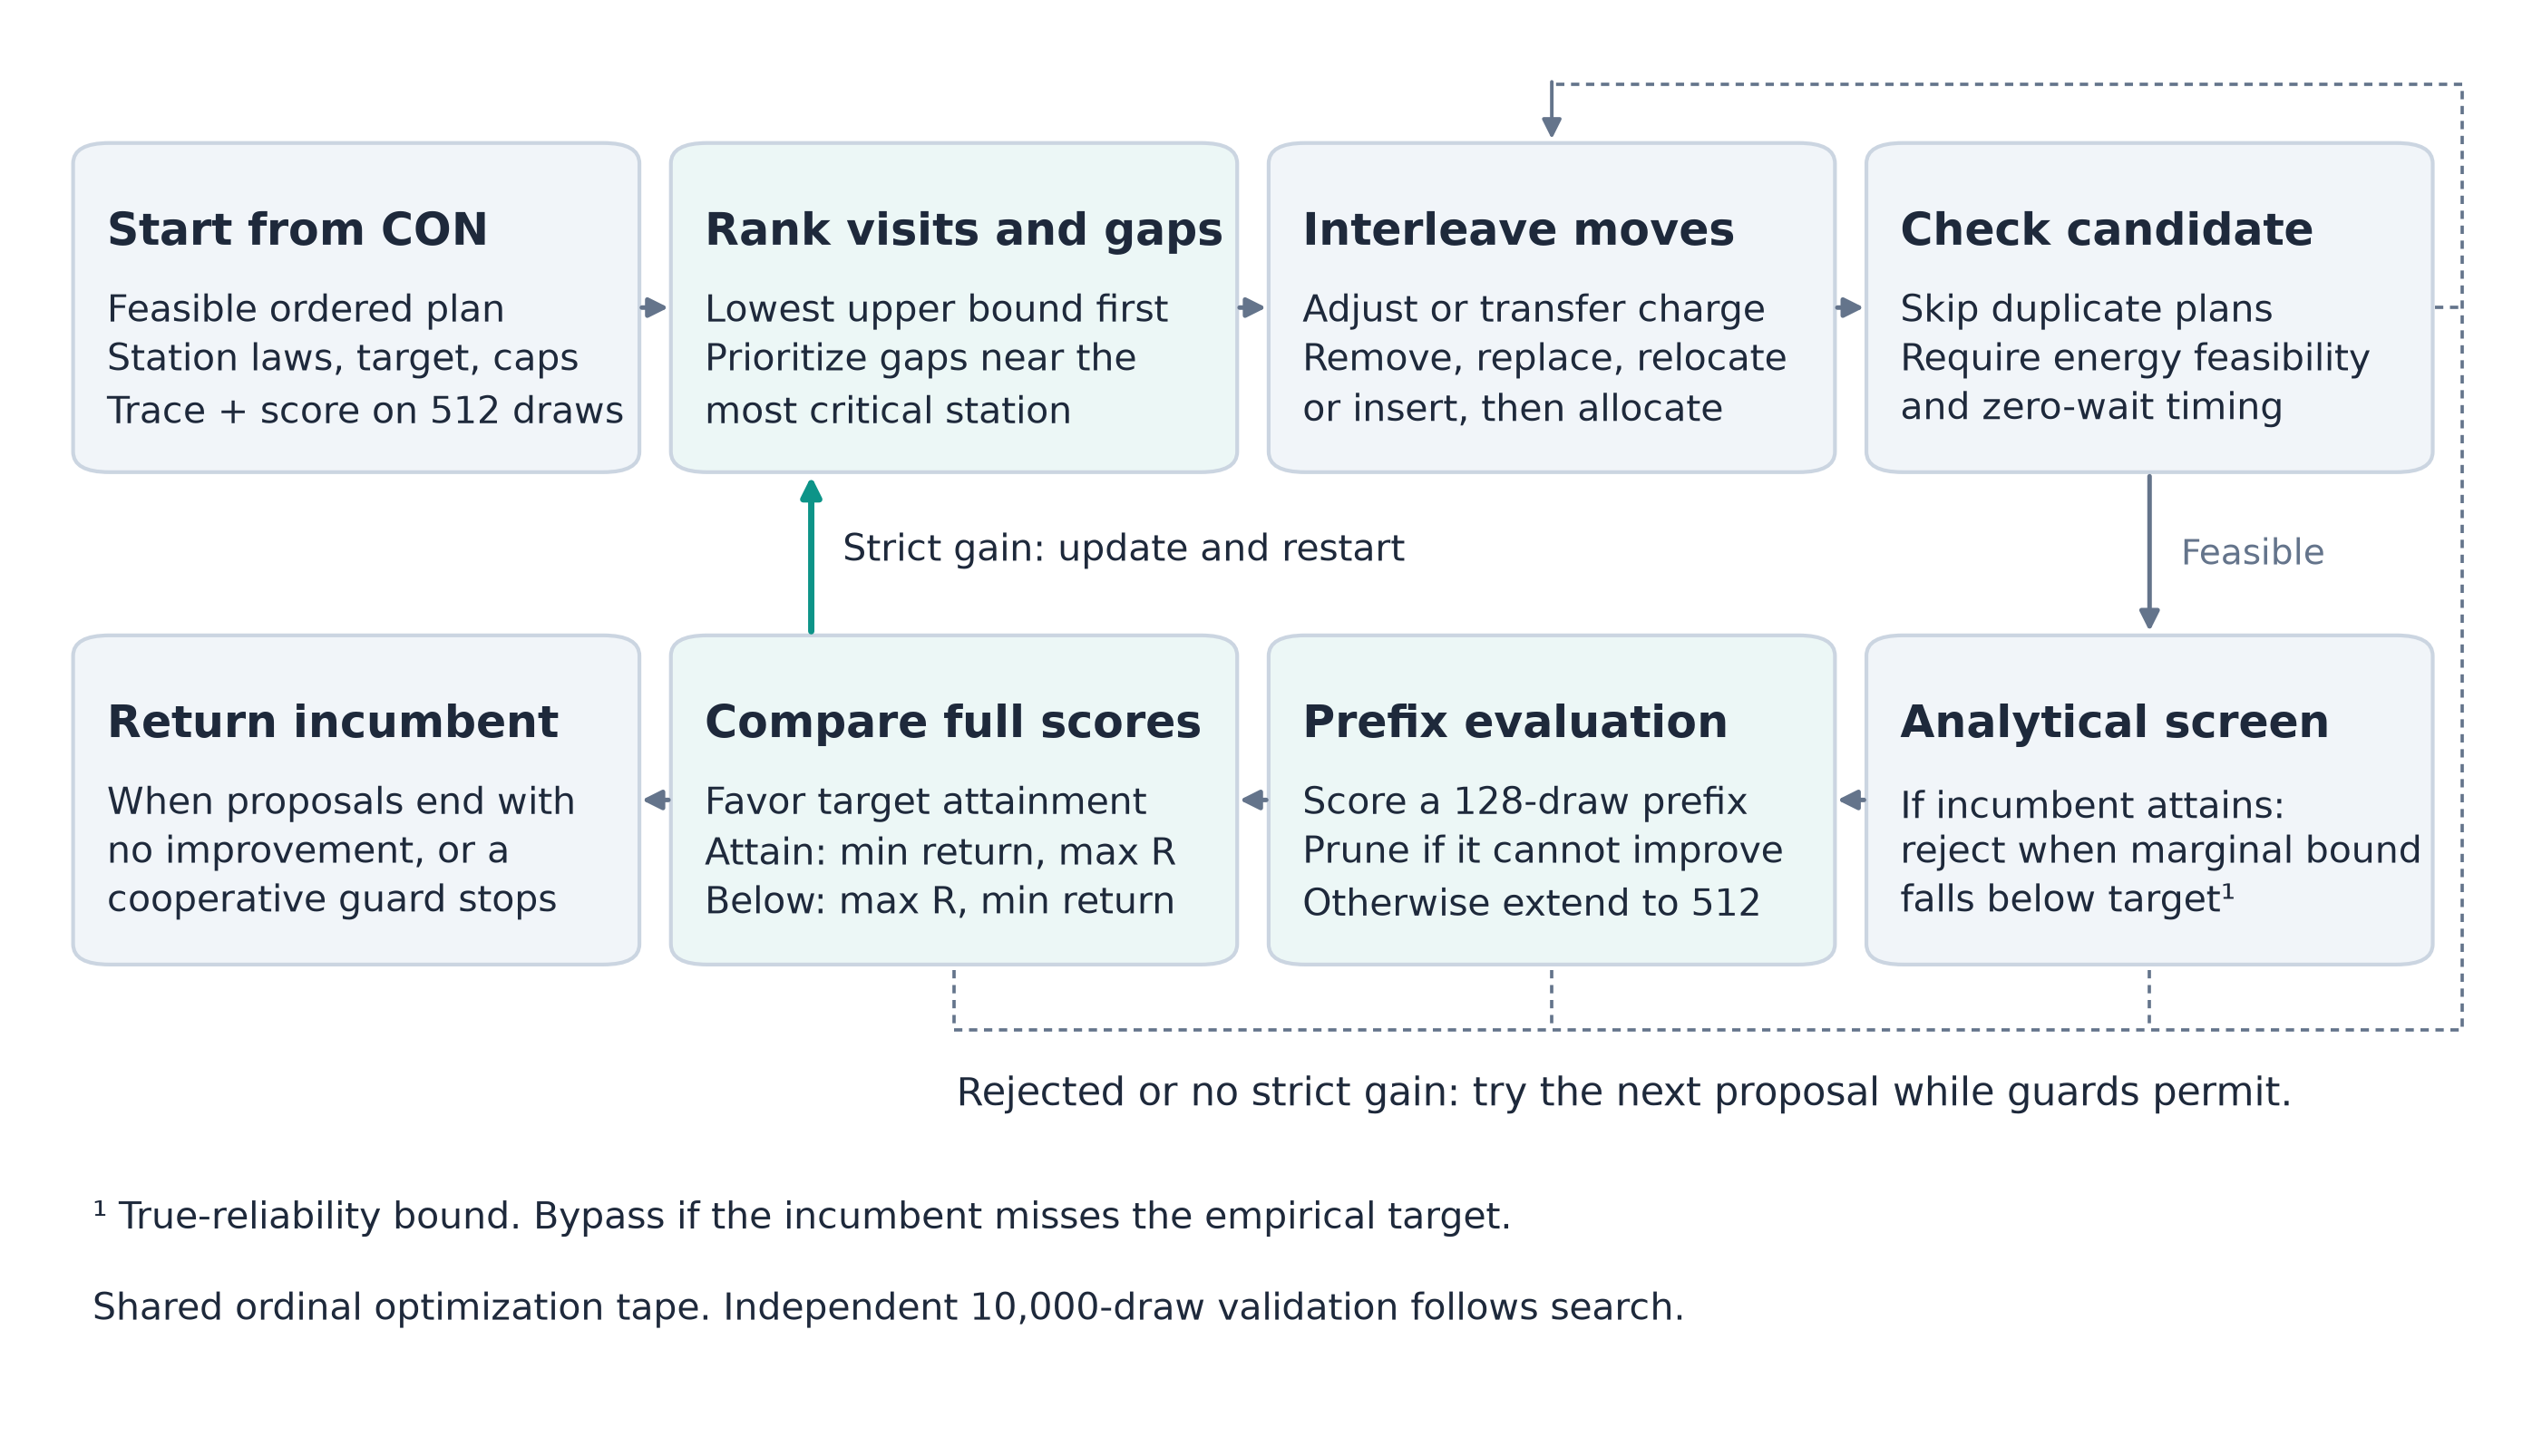 Start from CON
Feasible ordered plan
Station laws, target, caps
Trace + score on 512 draws
Rank visits and gaps
Lowest upper bound first
Prioritize gaps near the
most critical station
Interleave moves
Adjust or transfer charge
Remove, replace, relocate
or insert, then allocate
Check candidate
Skip duplicate plans
Require energy feasibility
and zero-wait timing
Strict gain: update and restart
Feasible
Return incumbent
When proposals end with
no improvement, or a
cooperative guard stops
Compare full scores
Favor target attainment
Attain: min return, max R
Below: max R, min return
Prefix evaluation
Score a 128-draw prefix
Prune if it cannot improve
Otherwise extend to 512
Analytical screen
If incumbent attains:
reject when marginal bound
falls below target¹
Rejected or no strict gain: try the next proposal while guards permit.
¹ True-reliability bound. Bypass if the incumbent misses the empirical target.
Shared ordinal optimization tape. Independent 10,000-draw validation follows search.